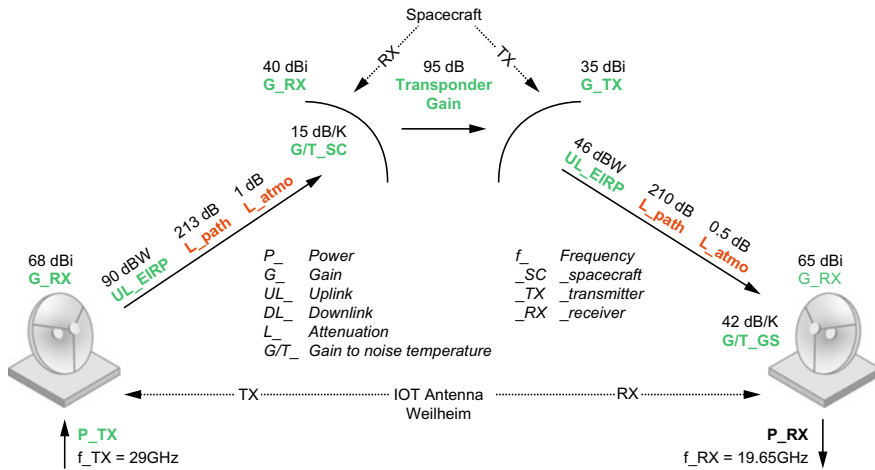 Spacecraft
RX
TX
40 dBi
G_RX
95 dB
Transponder
Gain
35 dBi
G_TX
15 dB/K
G/T_SC
90 dBW
UL_EIRP
213 dB
L_path
1 dB
L_atmo
46 dBW
UL_EIRP
210 dB
L_path
0.5 dB
L_atmo
68 dBi
G_RX
P_ Power
G_ Gain
UL_ Uplink
DL_ Downlink
L_ Attenuation
G/T_ Gain to noise temperature
f_ Frequency
_SC _spacecraft
_TX _transmitter
_RX _receiver
65 dBi
G_RX
42 dB/K
G/T_GS
TX
IOT Antenna
Weilheim
RX
P_TX
f_TX = 29GHz
P_RX
f_RX = 19.65GHz